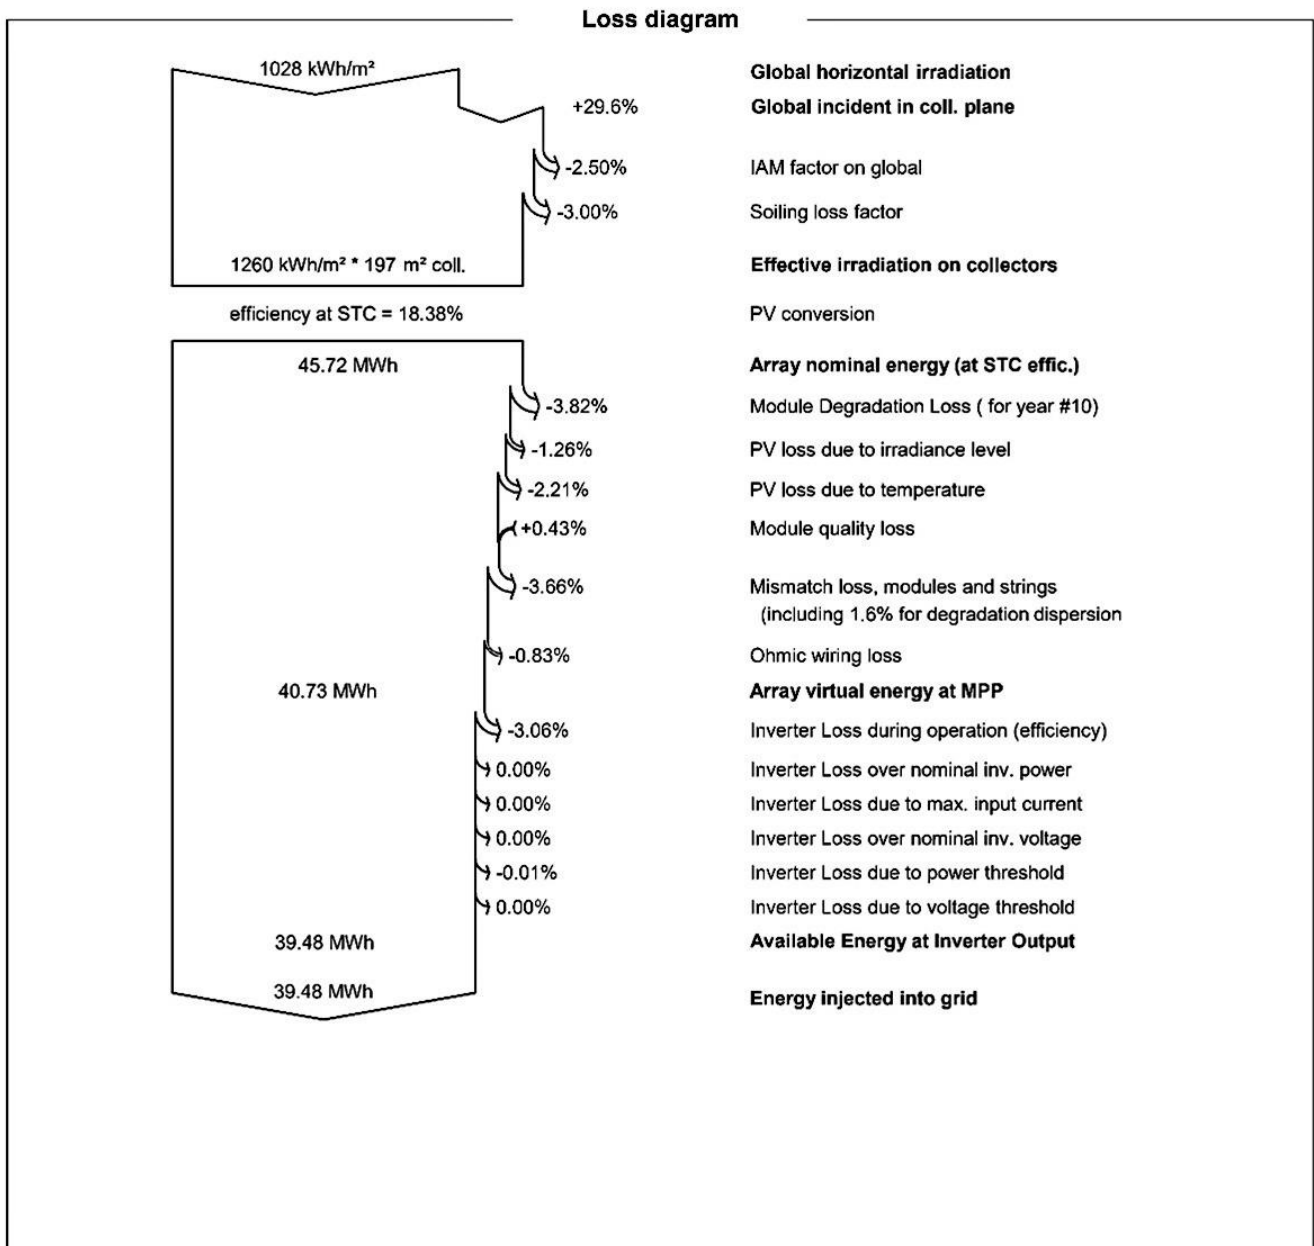 Loss diagram
1028 kWh/m²
Global horizontal irradiation
+29.6%
Global incident in coll. plane
-2.50%
IAM factor on global
-3.00%
Soiling loss factor
1260 kWh/m² * 197 m² coll.
Effective irradiation on collectors
efficiency at STC = 18.38%
PV conversion
45.72 MWh
Array nominal energy (at STC effic.)
-3.82%
Module Degradation Loss ( for year #10)
-1.26%
PV loss due to irradiance level
-2.21%
PV loss due to temperature
+0.43%
Module quality loss
-3.66%
Mismatch loss, modules and strings
(including 1.6% for degradation dispersion
-0.83%
Ohmic wiring loss
40.73 MWh
Array virtual energy at MPP
-3.06%
Inverter Loss during operation (efficiency)
0.00%
Inverter Loss over nominal inv. power
0.00%
Inverter Loss due to max. input current
0.00%
Inverter Loss over nominal inv. voltage
-0.01%
Inverter Loss due to power threshold
0.00%
Inverter Loss due to voltage threshold
39.48 MWh
Available Energy at Inverter Output
39.48 MWh
Energy injected into grid